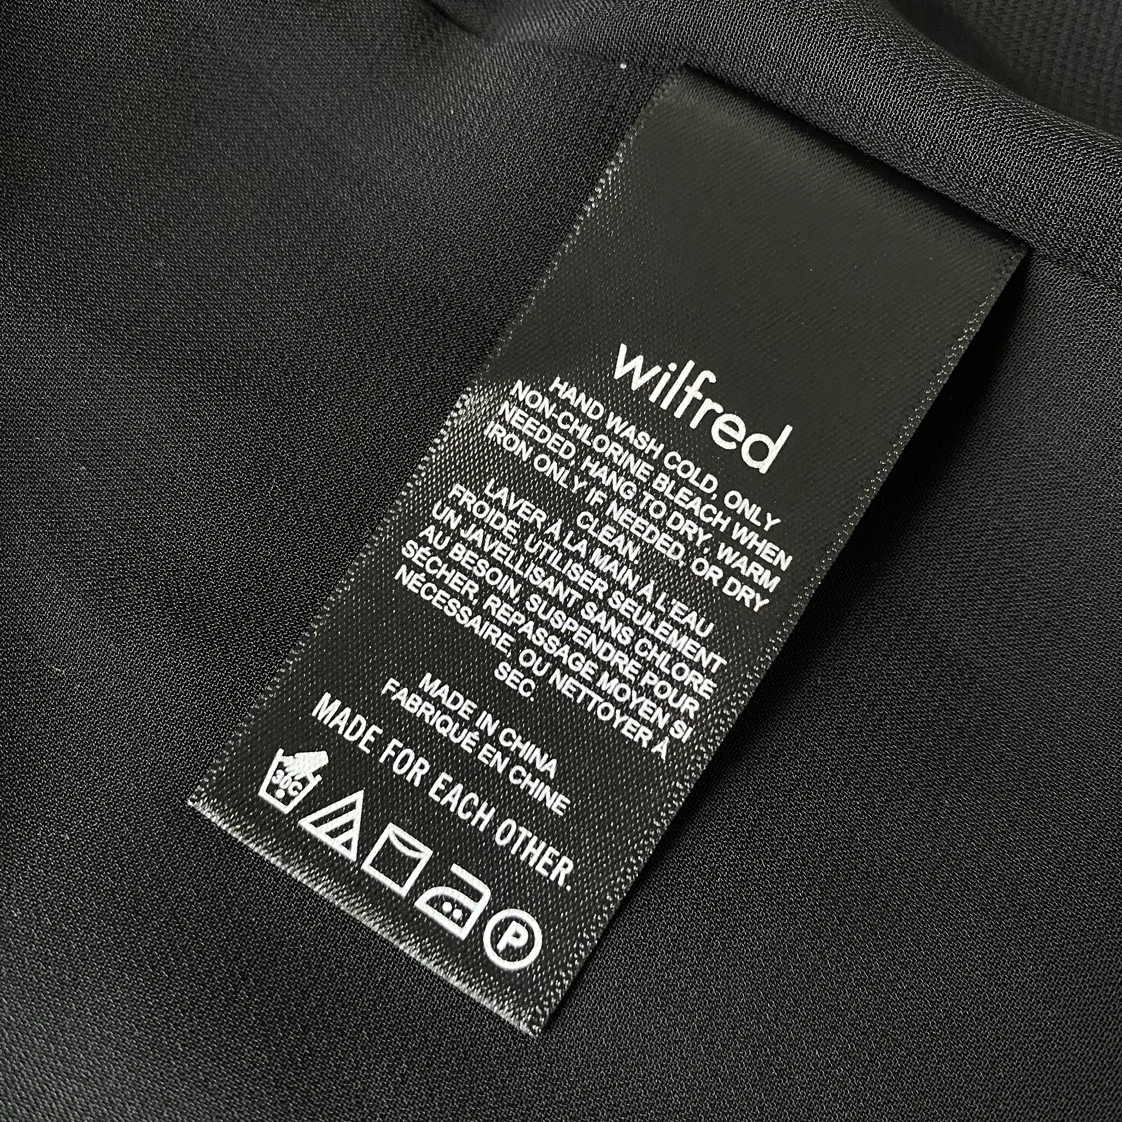 wilfred
HAND WASH COLD, ONLY
NON-CHLORINE BLEACH WHEN
NEEDED, HANG TO DRY, WARM
IRON ONLY IF NEEDED, OR DRY
CLEAN.
LAVER À LA MAIN À L'EAU
FROIDE, UTILISER SEULEMENT
UN JAVELLISANT SANS CHLORE
AU BESOIN, SUSPENDRE POUR
SÉCHER, REPASSAGE MOYEN SI
NÉCESSAIRE, OU NETTOYER À
SEC.
MADE IN CHINA
FABRIQUÉ EN CHINE
MADE FOR EACH OTHER.
30C
P